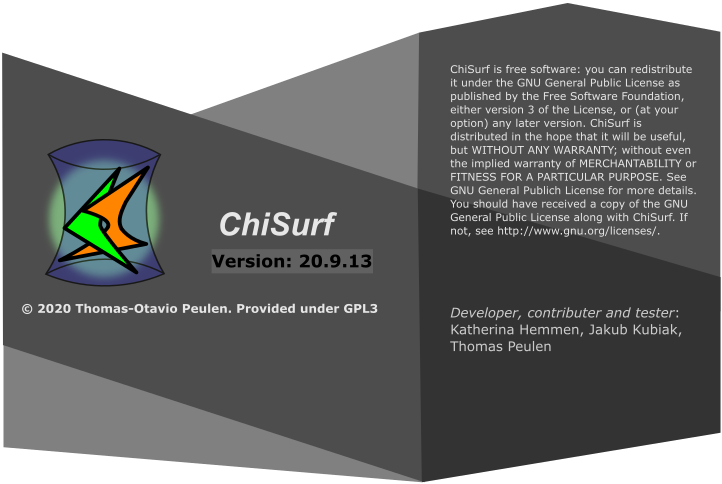 ChiSurf
Version: 20.9.13
© 2020 Thomas-Otavio Peulen. Provided under GPL3
ChiSurf is free software: you can redistribute
it under the GNU General Public License as
published by the Free Software Foundation,
either version 3 of the License, or (at your
option) any later version. ChiSurf is
distributed in the hope that it will be useful,
but WITHOUT ANY WARRANTY; without even
the implied warranty of MERCHANTABILITY or
FITNESS FOR A PARTICULAR PURPOSE. See
GNU General Publich License for more details.
You should have received a copy of the GNU
General Public License along with ChiSurf. If
not, see http://www.gnu.org/licenses/.
Developer, contributer and tester:
Katherina Hemmen, Jakub Kubiak,
Thomas Peulen